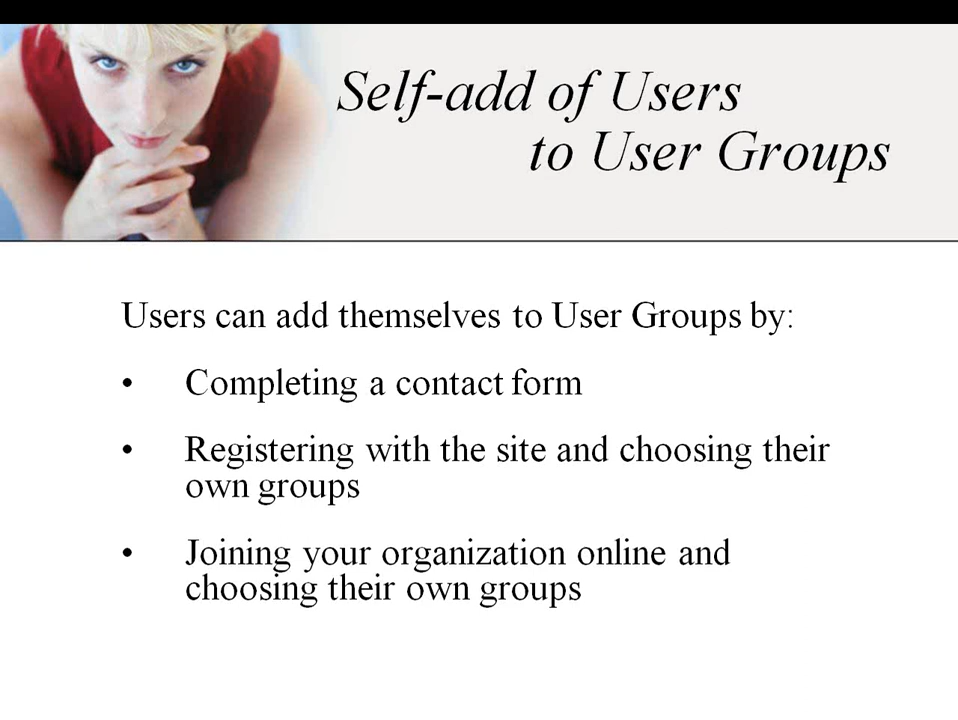 Self-add of Users
to User Groups
Users can add themselves to User Groups by:
• Completing a contact form
• Registering with the site and choosing their
own groups
• Joining your organization online and
choosing their own groups